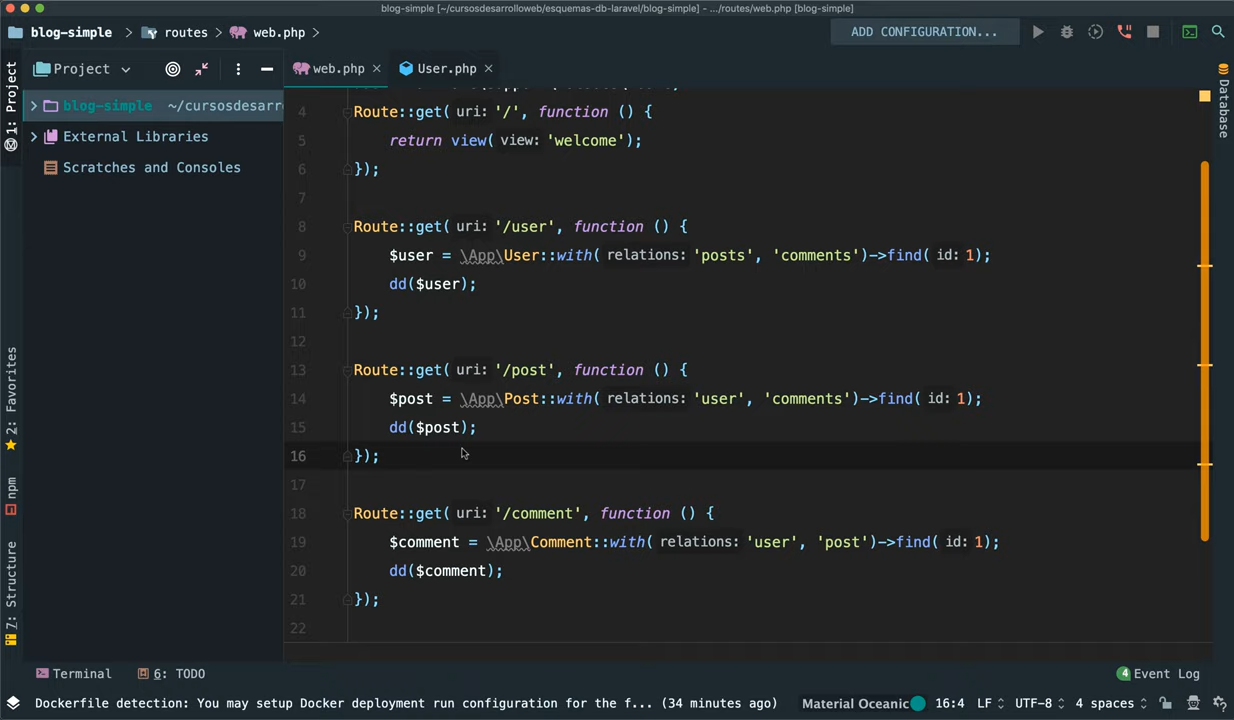 blog-simple [~/cursosdesarrolloweb/esquemas-db-laravel/blog-simple] - .../routes/web.php [blog-simple]
blog-simple routes web.php ADD CONFIGURATION...
Project web.php User.php
1: Project
blog-simple ~/cursosdesarr
External Libraries
Scratches and Consoles
2: Favorites
npm
7: Structure
4 Route::get( uri: '/', function () {
5 return view( view: 'welcome');
6 });
7
8 Route::get( uri: '/user', function () {
9 $user = \App\User::with( relations: 'posts', 'comments')->find( id: 1);
10 dd($user);
11 });
12
13 Route::get( uri: '/post', function () {
14 $post = \App\Post::with( relations: 'user', 'comments')->find( id: 1);
15 dd($post);
16 });
17
18 Route::get( uri: '/comment', function () {
19 $comment = \App\Comment::with( relations: 'user', 'post')->find( id: 1);
20 dd($comment);
21 });
22
Database
Terminal 6: TODO 4 Event Log
Dockerfile detection: You may setup Docker deployment run configuration for the f... (34 minutes ago) Material Oceanic 16:4 LF UTF-8 4 spaces